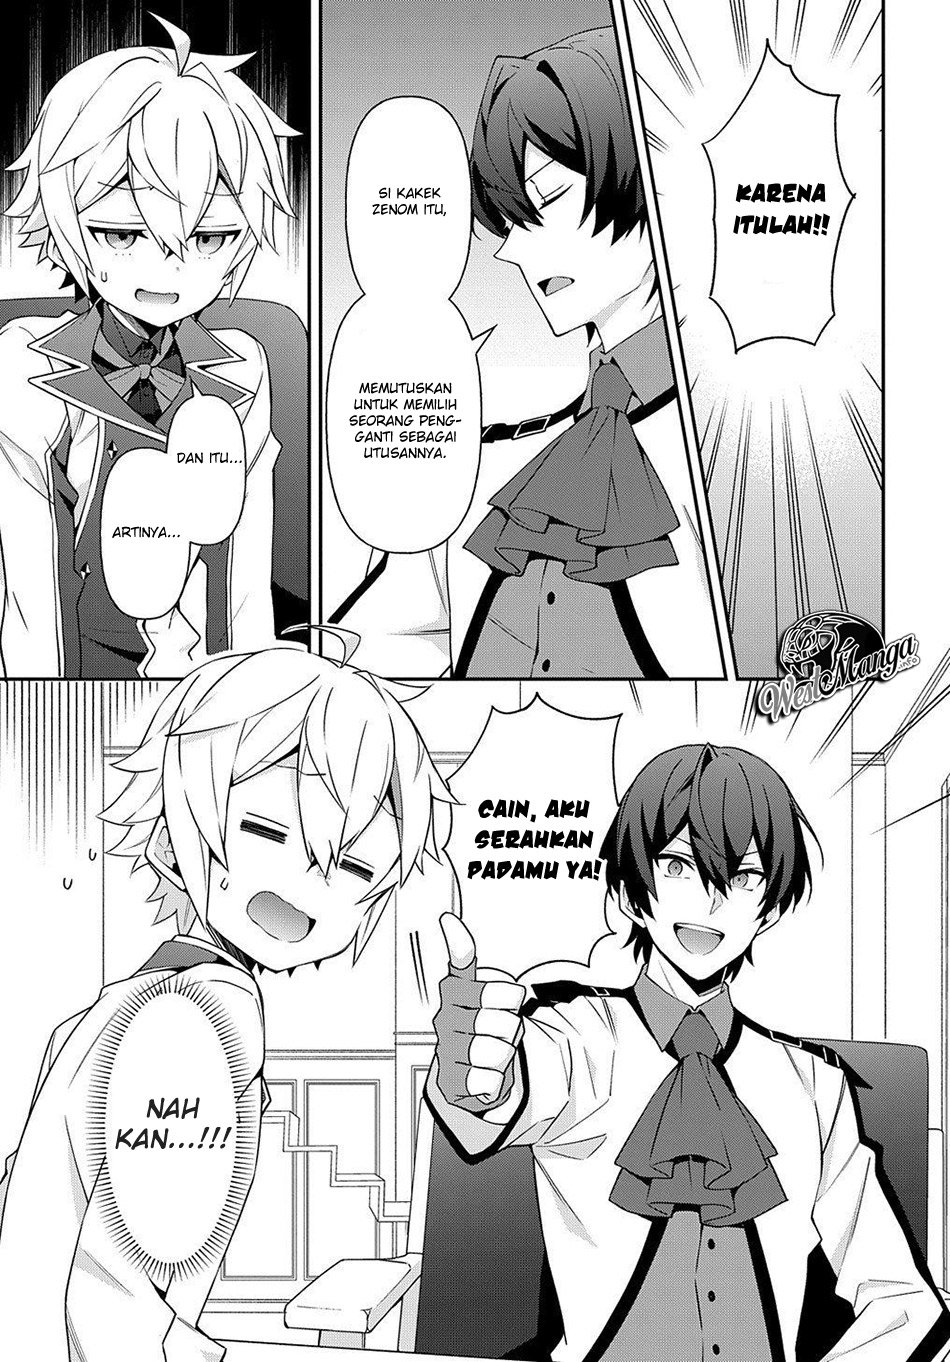 KARENA
ITULAH!!
SI KAKEK
ZENOM ITU,
MEMUTUSKAN
UNTUK MEMILIH
SEORANG PENG-
GANTI SEBAGAI
UTUSANNYA.
DAN ITU...
ARTINYA...
WestManga
.info
CAIN, AKU
SERAHKAN
PADAMU YA!
NAH
KAN...!!!